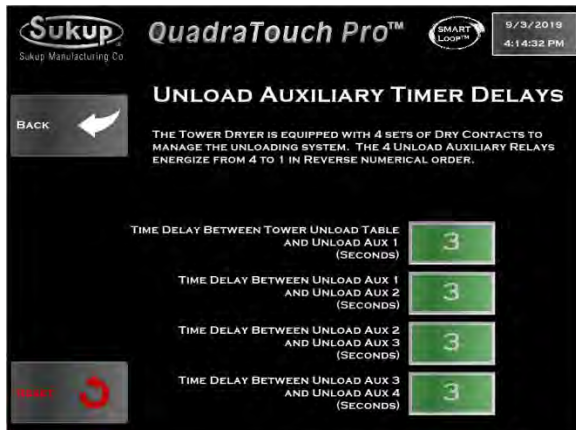 Sukup
Sukup Manufacturing Co
QuadraTouch Pro™
SMART
LOOP™
9/3/2019
4:14:32 PM
BACK
UNLOAD AUXILIARY TIMER DELAYS
THE TOWER DRYER IS EQUIPPED WITH 4 SETS OF DRY CONTACTS TO
MANAGE THE UNLOADING SYSTEM. THE 4 UNLOAD AUXILIARY RELAYS
ENERGIZE FROM 4 TO 1 IN REVERSE NUMERICAL ORDER.
TIME DELAY BETWEEN TOWER UNLOAD TABLE
AND UNLOAD AUX 1
(SECONDS)
3
TIME DELAY BETWEEN UNLOAD AUX 1
AND UNLOAD AUX 2
(SECONDS)
3
TIME DELAY BETWEEN UNLOAD AUX 2
AND UNLOAD AUX 3
(SECONDS)
3
TIME DELAY BETWEEN UNLOAD AUX 3
AND UNLOAD AUX 4
(SECONDS)
3